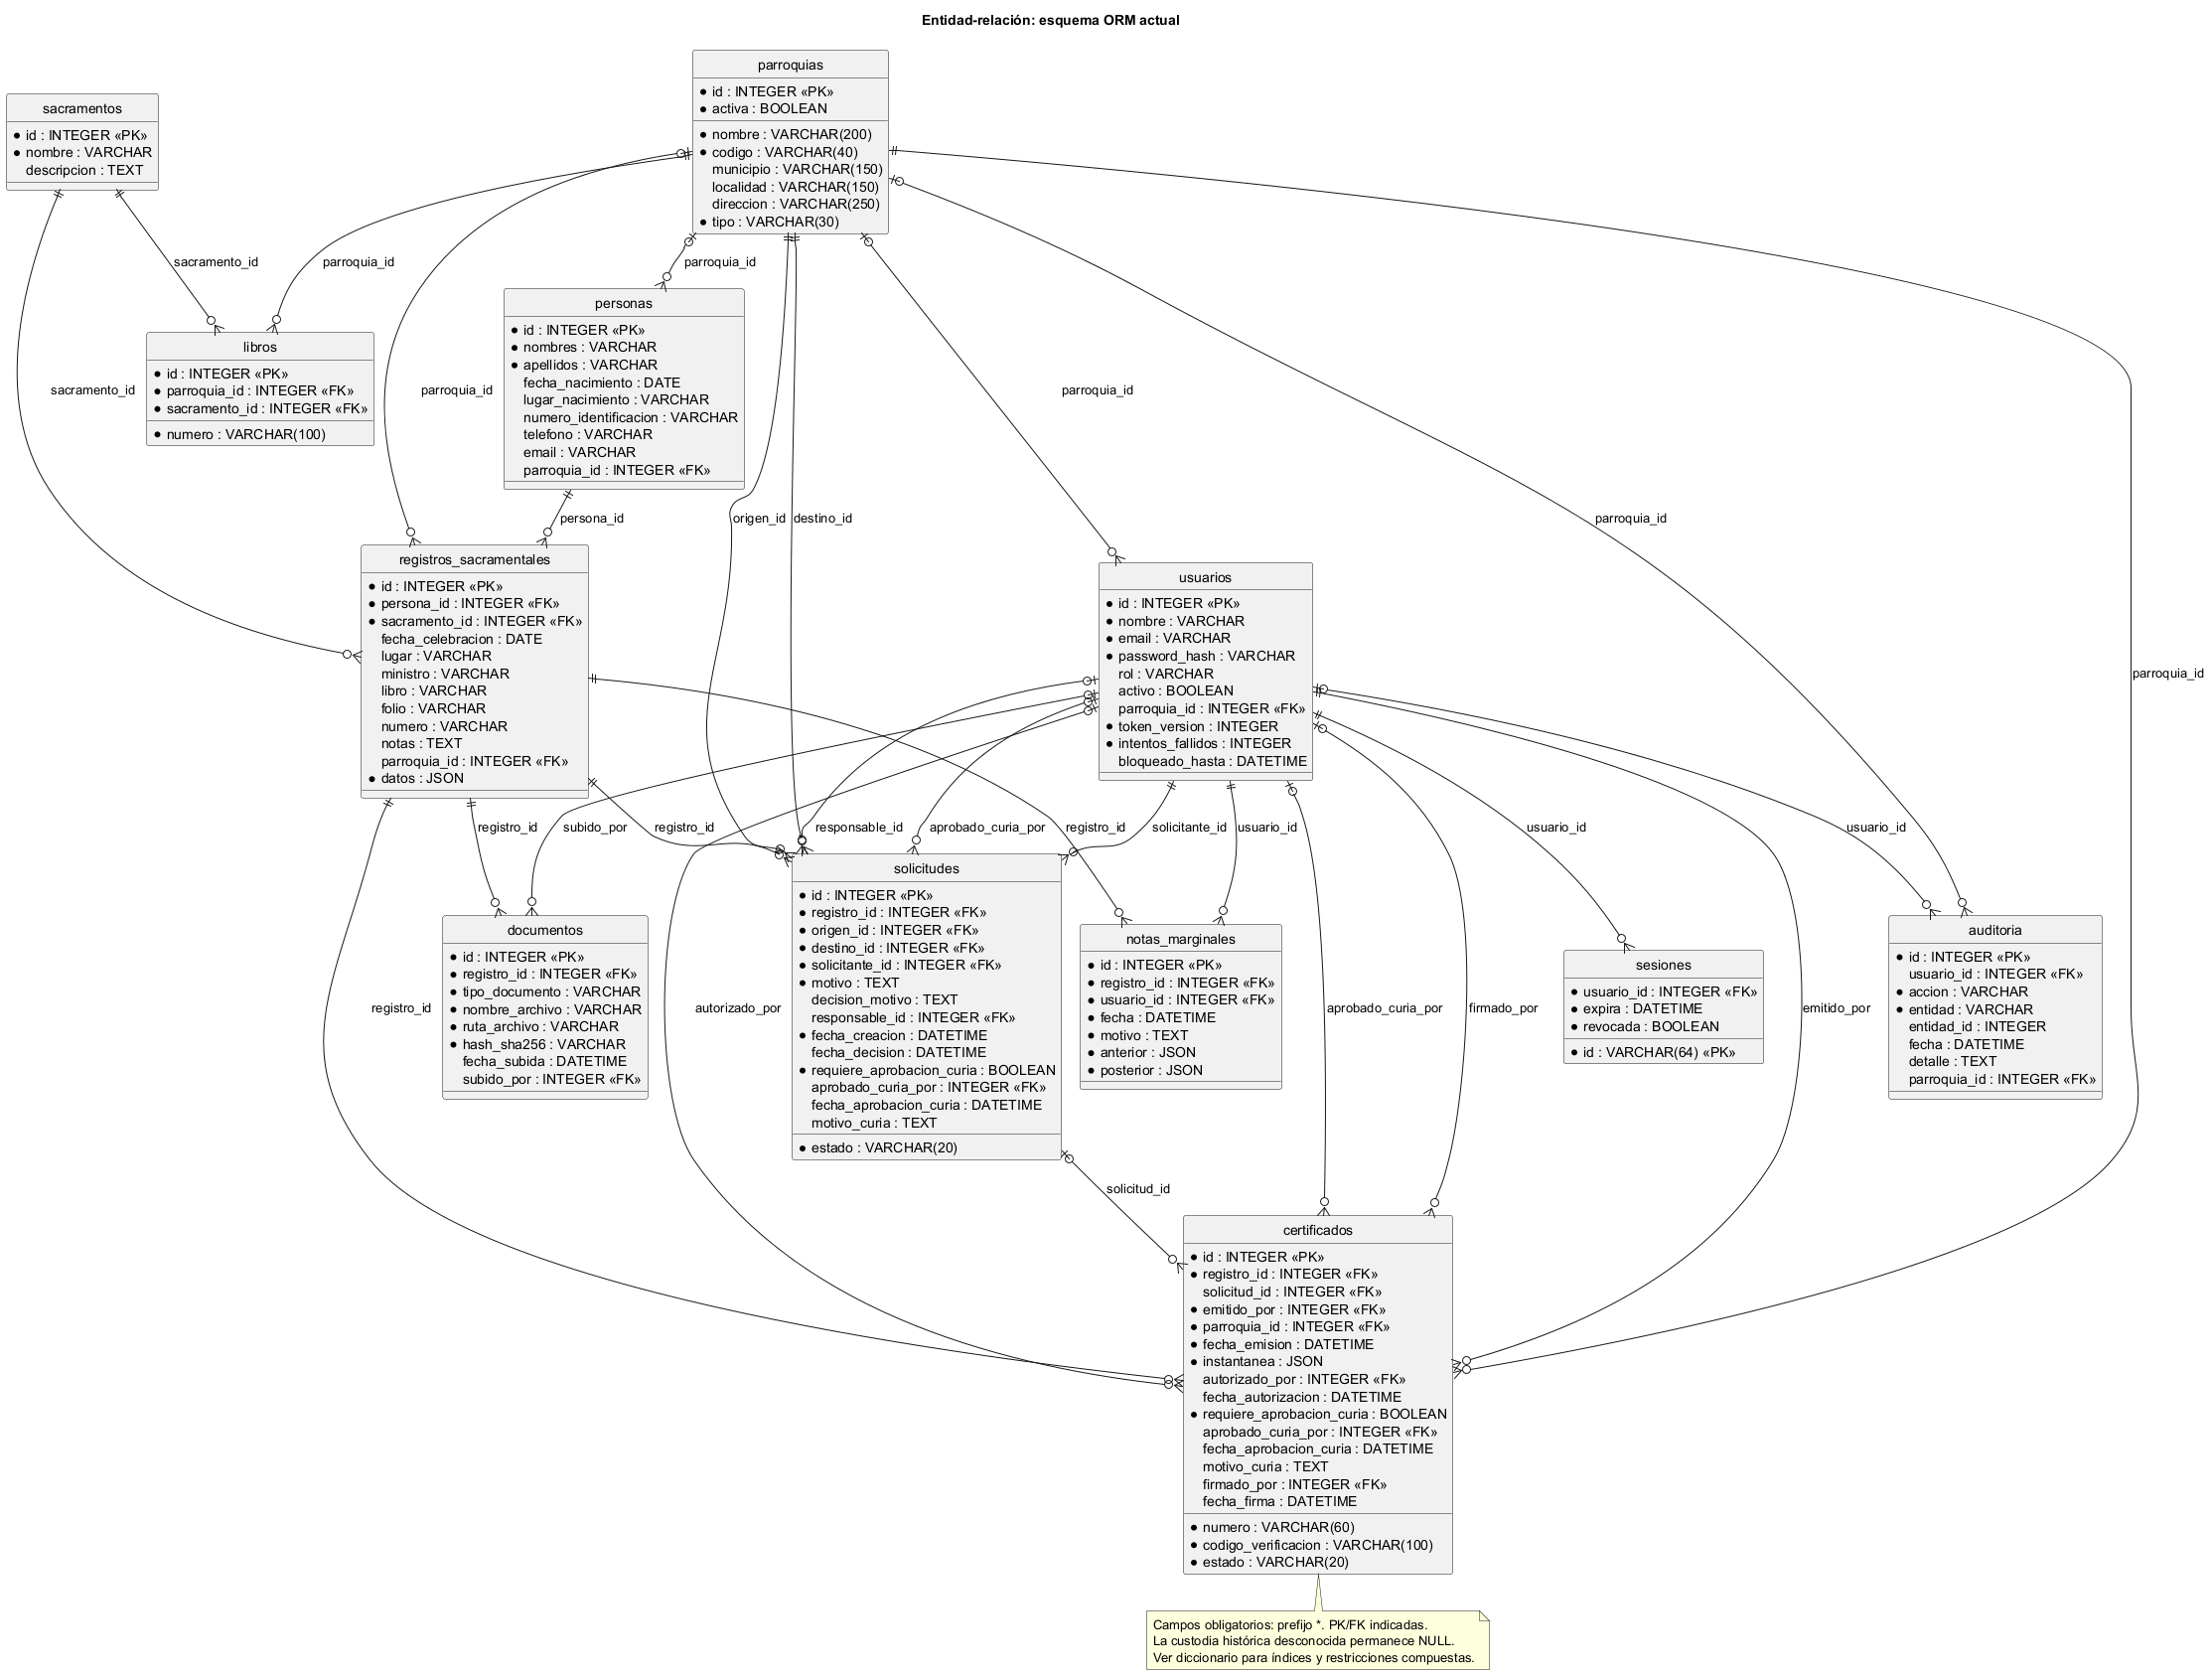 Entidad-relación: esquema ORM actual
parroquias
id : INTEGER «PK»
activa : BOOLEAN
nombre : VARCHAR(200)
codigo : VARCHAR(40)
municipio : VARCHAR(150)
localidad : VARCHAR(150)
direccion : VARCHAR(250)
tipo : VARCHAR(30)
sacramentos
id : INTEGER «PK»
nombre : VARCHAR
descripcion : TEXT
sacramento_id
parroquia_id
parroquia_id
personas
id : INTEGER «PK»
nombres : VARCHAR
apellidos : VARCHAR
fecha_nacimiento : DATE
lugar_nacimiento : VARCHAR
numero_identificacion : VARCHAR
telefono : VARCHAR
email : VARCHAR
parroquia_id : INTEGER «FK»
libros
id : INTEGER «PK»
parroquia_id : INTEGER «FK»
sacramento_id : INTEGER «FK»
numero : VARCHAR(100)
sacramento_id
parroquia_id
parroquia_id
persona_id
origen_id
destino_id
parroquia_id
parroquia_id
registros_sacramentales
id : INTEGER «PK»
persona_id : INTEGER «FK»
sacramento_id : INTEGER «FK»
fecha_celebracion : DATE
lugar : VARCHAR
ministro : VARCHAR
libro : VARCHAR
folio : VARCHAR
numero : VARCHAR
notas : TEXT
parroquia_id : INTEGER «FK»
datos : JSON
usuarios
id : INTEGER «PK»
nombre : VARCHAR
email : VARCHAR
password_hash : VARCHAR
rol : VARCHAR
activo : BOOLEAN
parroquia_id : INTEGER «FK»
token_version : INTEGER
intentos_fallidos : INTEGER
bloqueado_hasta : DATETIME
registro_id
subido_por
registro_id
responsable_id
aprobado_curia_por
registro_id
solicitante_id
usuario_id
usuario_id
usuario_id
documentos
id : INTEGER «PK»
registro_id : INTEGER «FK»
tipo_documento : VARCHAR
nombre_archivo : VARCHAR
ruta_archivo : VARCHAR
hash_sha256 : VARCHAR
fecha_subida : DATETIME
subido_por : INTEGER «FK»
solicitudes
id : INTEGER «PK»
registro_id : INTEGER «FK»
origen_id : INTEGER «FK»
destino_id : INTEGER «FK»
solicitante_id : INTEGER «FK»
motivo : TEXT
decision_motivo : TEXT
responsable_id : INTEGER «FK»
fecha_creacion : DATETIME
fecha_decision : DATETIME
requiere_aprobacion_curia : BOOLEAN
aprobado_curia_por : INTEGER «FK»
fecha_aprobacion_curia : DATETIME
motivo_curia : TEXT
estado : VARCHAR(20)
notas_marginales
id : INTEGER «PK»
registro_id : INTEGER «FK»
usuario_id : INTEGER «FK»
fecha : DATETIME
motivo : TEXT
anterior : JSON
posterior : JSON
sesiones
usuario_id : INTEGER «FK»
expira : DATETIME
revocada : BOOLEAN
id : VARCHAR(64) «PK»
auditoria
id : INTEGER «PK»
usuario_id : INTEGER «FK»
accion : VARCHAR
entidad : VARCHAR
entidad_id : INTEGER
fecha : DATETIME
detalle : TEXT
parroquia_id : INTEGER «FK»
registro_id
autorizado_por
aprobado_curia_por
firmado_por
emitido_por
solicitud_id
certificados
id : INTEGER «PK»
registro_id : INTEGER «FK»
solicitud_id : INTEGER «FK»
emitido_por : INTEGER «FK»
parroquia_id : INTEGER «FK»
fecha_emision : DATETIME
instantanea : JSON
autorizado_por : INTEGER «FK»
fecha_autorizacion : DATETIME
requiere_aprobacion_curia : BOOLEAN
aprobado_curia_por : INTEGER «FK»
fecha_aprobacion_curia : DATETIME
motivo_curia : TEXT
firmado_por : INTEGER «FK»
fecha_firma : DATETIME
numero : VARCHAR(60)
codigo_verificacion : VARCHAR(100)
estado : VARCHAR(20)
Campos obligatorios: prefijo *. PK/FK indicadas.
La custodia histórica desconocida permanece NULL.
Ver diccionario para índices y restricciones compuestas.